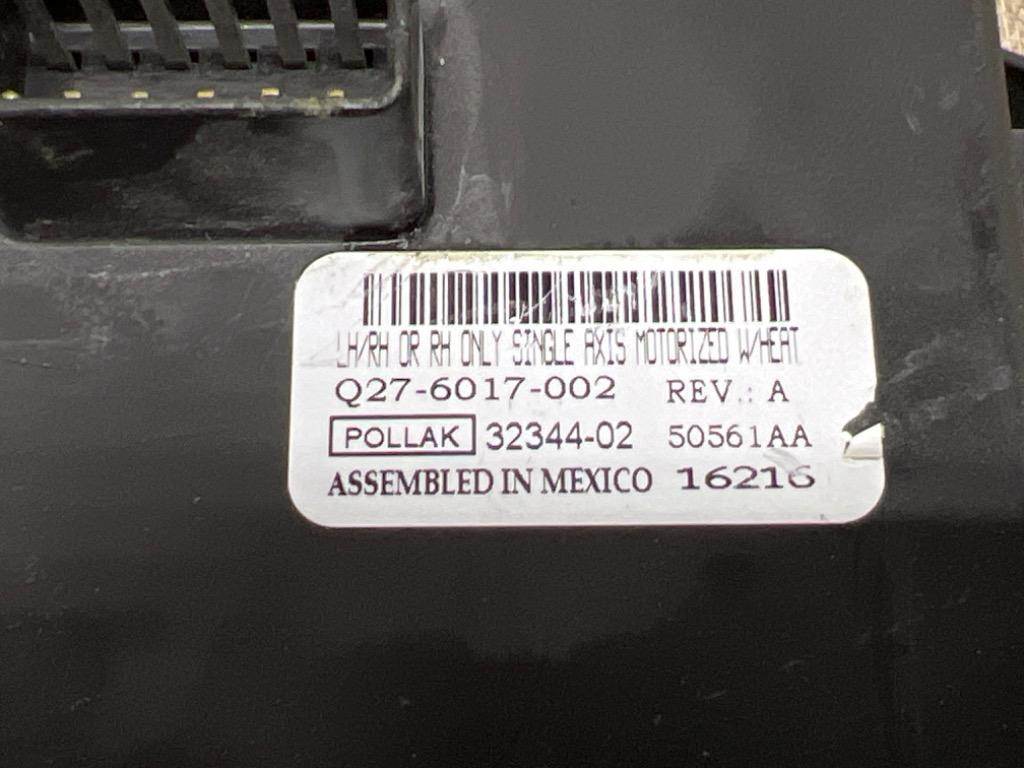 LH/RH OR RH ONLY SINGLE AXIS MOTORIZED W/HEAT
Q27-6017-002 REV.: A
POLLAK 32344-02 50561AA
ASSEMBLED IN MEXICO 16216